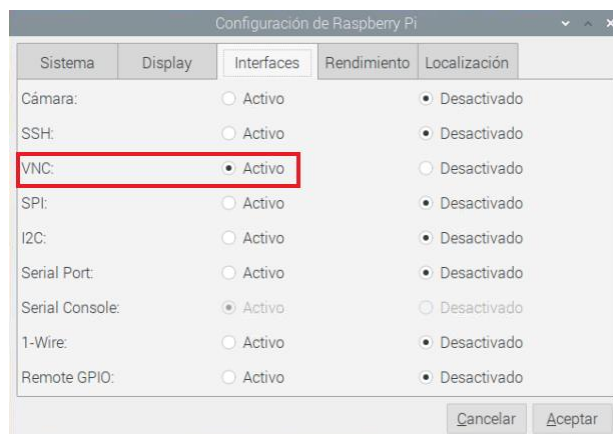 Configuración de Raspberry Pi
Sistema Display Interfaces Rendimiento Localización
Cámara: Activo Desactivado
SSH: Activo Desactivado
VNC: Activo Desactivado
SPI: Activo Desactivado
I2C: Activo Desactivado
Serial Port: Activo Desactivado
Serial Console: Activo Desactivado
1-Wire: Activo Desactivado
Remote GPIO: Activo Desactivado
Cancelar Aceptar